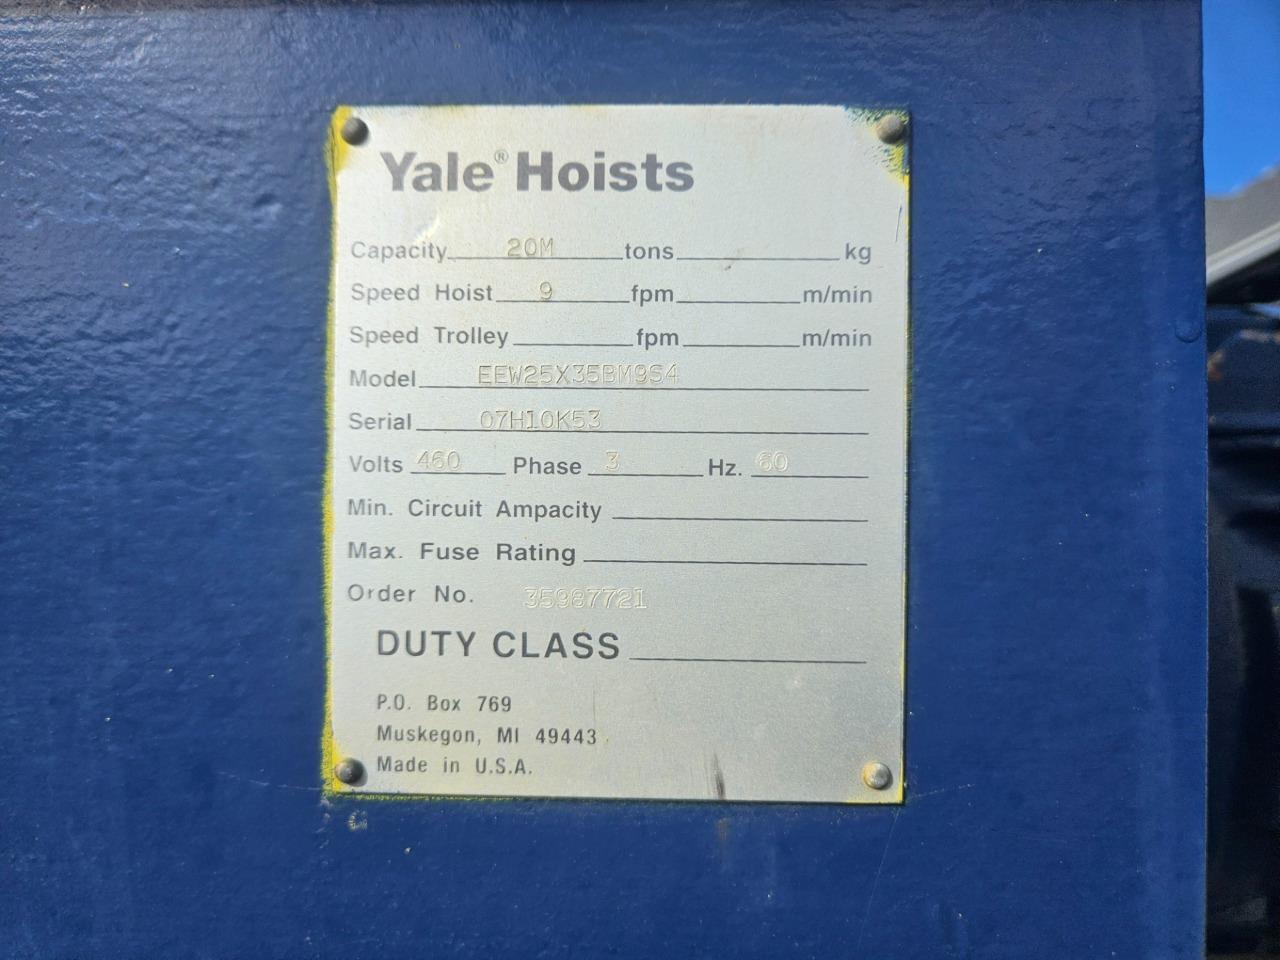 Yale® Hoists
Capacity 20M tons kg
Speed Hoist 9 fpm m/min
Speed Trolley fpm m/min
Model EEW25X35BM9S4
Serial 07H10K53
Volts 460 Phase 3 Hz. 60
Min. Circuit Ampacity
Max. Fuse Rating
Order No. 35987721
DUTY CLASS
P.O. Box 769
Muskegon, MI 49443
Made in U.S.A.